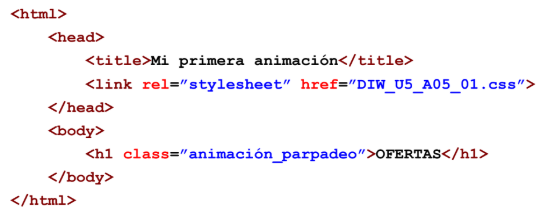 <html>
<head>
<title>Mi primera animación</title>
<link rel=”stylesheet” href=”DIW_U5_A05_01.css”>
</head>
<body>
<h1 class=”animación_parpadeo”>OFERTAS</h1>
</body>
</html>